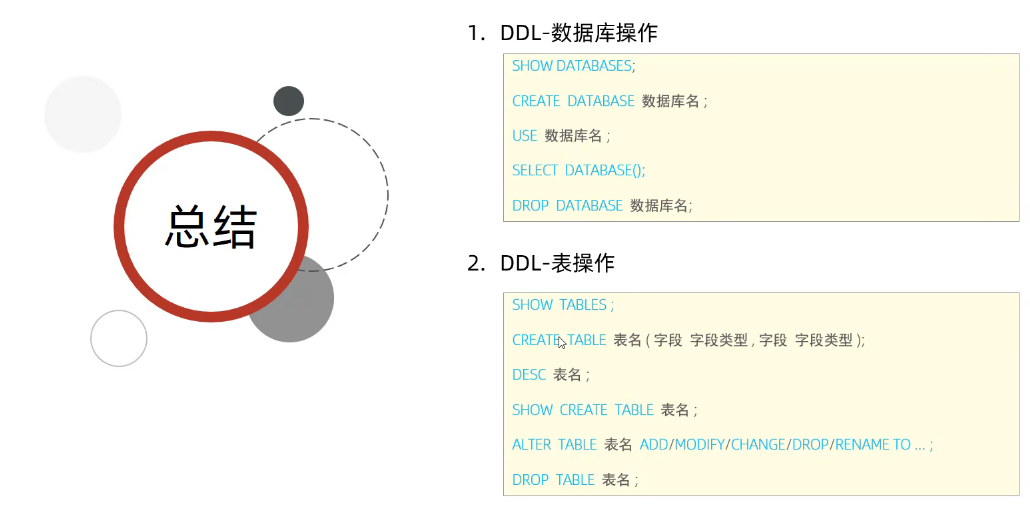 总结
1. DDL-数据库操作
SHOW DATABASES;
CREATE DATABASE 数据库名 ;
USE 数据库名 ;
SELECT DATABASE();
DROP DATABASE 数据库名;
2. DDL-表操作
SHOW TABLES ;
CREATE TABLE 表名 ( 字段 字段类型 , 字段 字段类型 );
DESC 表名 ;
SHOW CREATE TABLE 表名 ;
ALTER TABLE 表名 ADD/MODIFY/CHANGE/DROP/RENAME TO ... ;
DROP TABLE 表名 ;